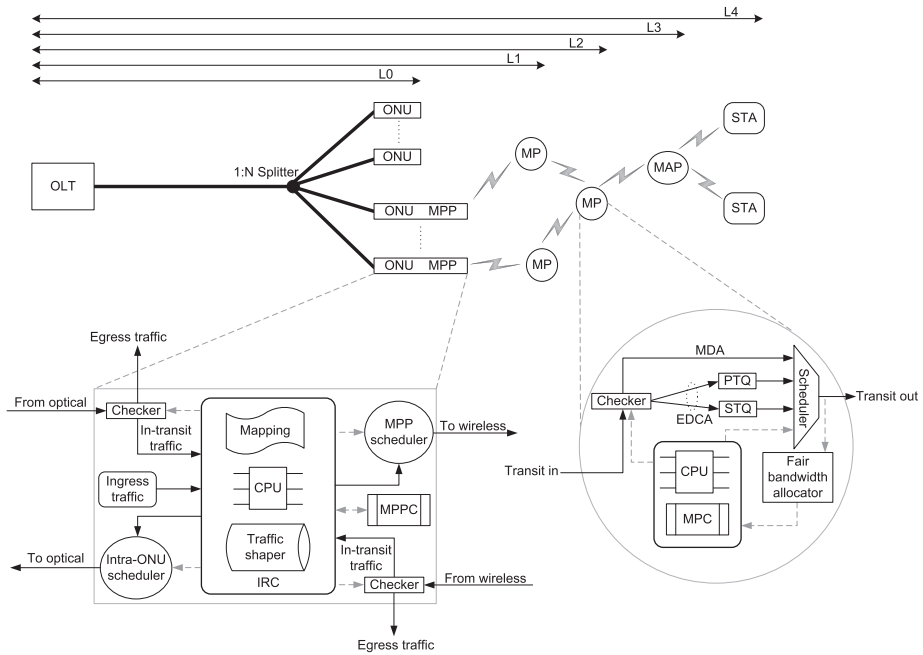 L4
L3
L2
L1
L0
ONU
STA
MP
ONU
1:N Splitter
MAP
OLT
MP
ONU MPP
STA
ONU MPP
MP
Egress traffic
MDA
PTQ
Scheduler
From optical
Checker
Checker
Transit out
STQ
EDCA
In-transit
traffic
Mapping
MPP
scheduler
To wireless
Transit in
CPU
Fair
bandwidth
allocator
Ingress
traffic
CPU
MPPC
MPC
To optical
Intra-ONU
scheduler
Traffic
shaper
In-transit
traffic
IRC
Checker
From wireless
Egress traffic